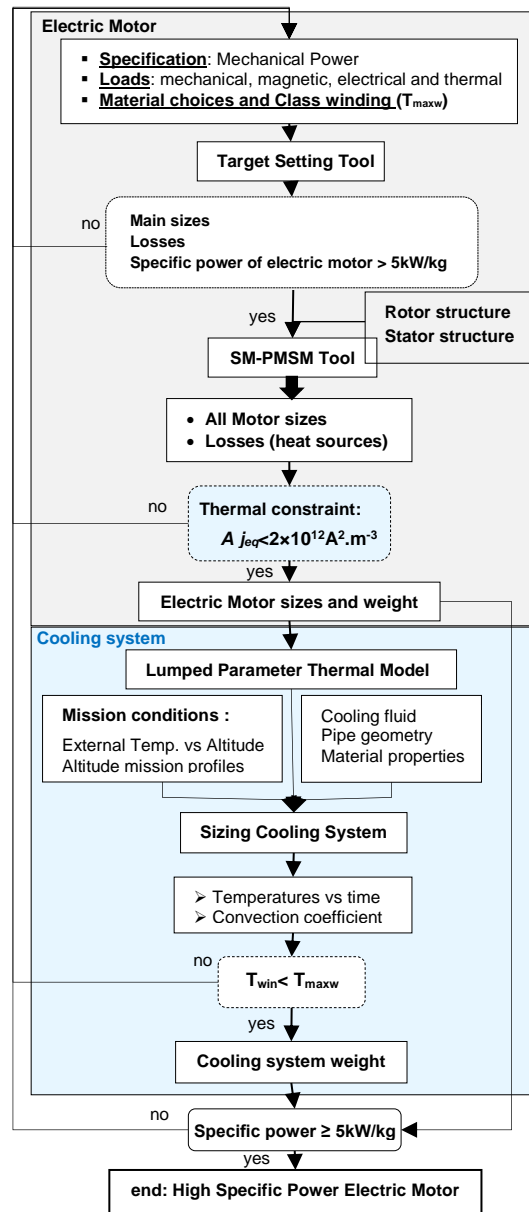 Electric Motor
▪ Specification: Mechanical Power
▪ Loads: mechanical, magnetic, electrical and thermal
▪ Material choices and Class winding (Tmaxw)
Target Setting Tool
no
Main sizes
Losses
Specific power of electric motor > 5kW/kg
yes
Rotor structure
Stator structure
SM-PMSM Tool
• All Motor sizes
• Losses (heat sources)
no
Thermal constraint:
A jeq<2×10¹²A².m⁻³
yes
Electric Motor sizes and weight
Cooling system
Lumped Parameter Thermal Model
Mission conditions :
External Temp. vs Altitude
Altitude mission profiles
Cooling fluid
Pipe geometry
Material properties
Sizing Cooling System
➢ Temperatures vs time
➢ Convection coefficient
no
Twin< Tmaxw
yes
Cooling system weight
no
Specific power ≥ 5kW/kg
yes
end: High Specific Power Electric Motor